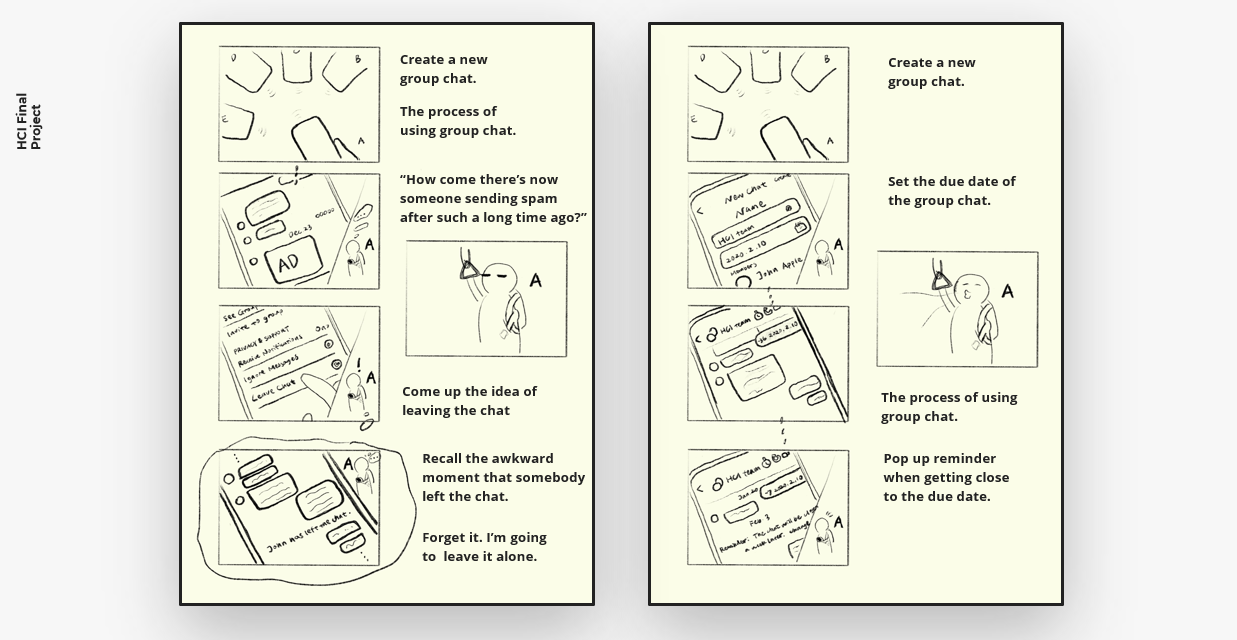 HCI Final
Project
D
B
E
A
Create a new
group chat.
The process of
using group chat.
“How come there’s now
someone sending spam
after such a long time ago?”
Dec 23
AD
A
A
See Group
Invite to group
PRIVACY & SUPPORT
Receive Notifications
On>
Ignore Messages
Leave Chat
!
A
Come up the idea of
leaving the chat
A
John has left the chat.
Recall the awkward
moment that somebody
left the chat.
Forget it. I’m going
to leave it alone.
D
B
E
A
Create a new
group chat.
New Chat
Name
HCI team
2020.2.10
Members
John Apple
A
Set the due date of
the group chat.
A
HCI team
2020.2.10
The process of using
group chat.
HCI team
Jan 20
→ 2020.2.10
Feb 3
Reminder: The chat will be
a week later.
A
Pop up reminder
when getting close
to the due date.